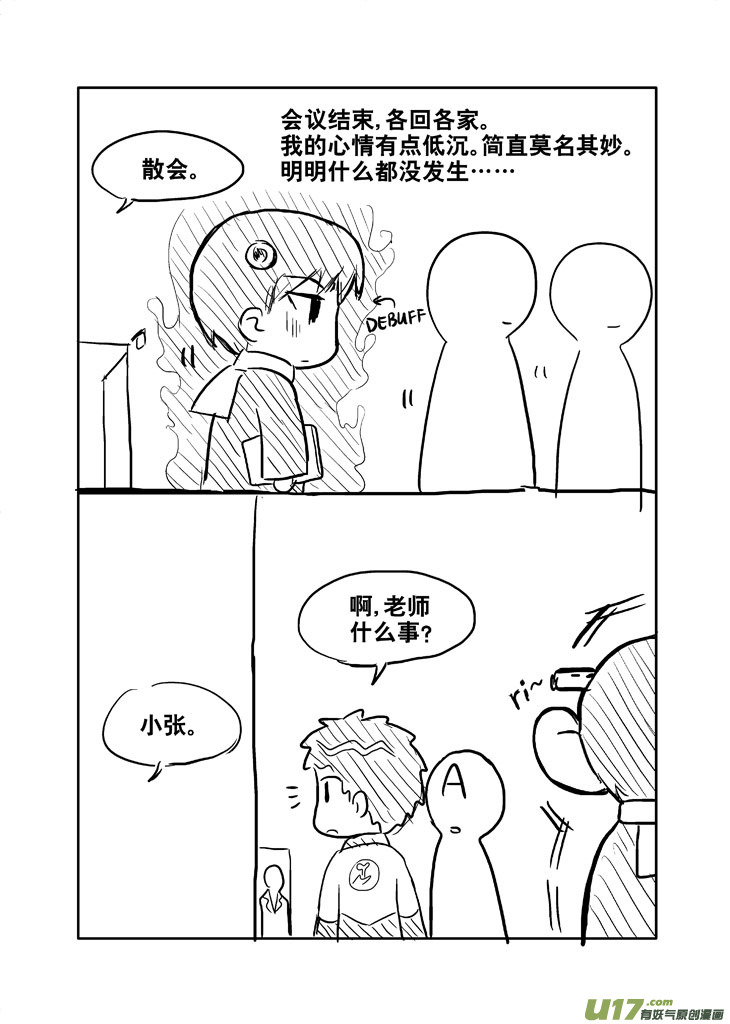 散会。
会议结束，各回各家。
我的心情有点低沉。简直莫名其妙。
明明什么都没发生……
DEBUFF
小张。
啊，老师
什么事？
ri~
A
U17.com
有妖气原创漫画